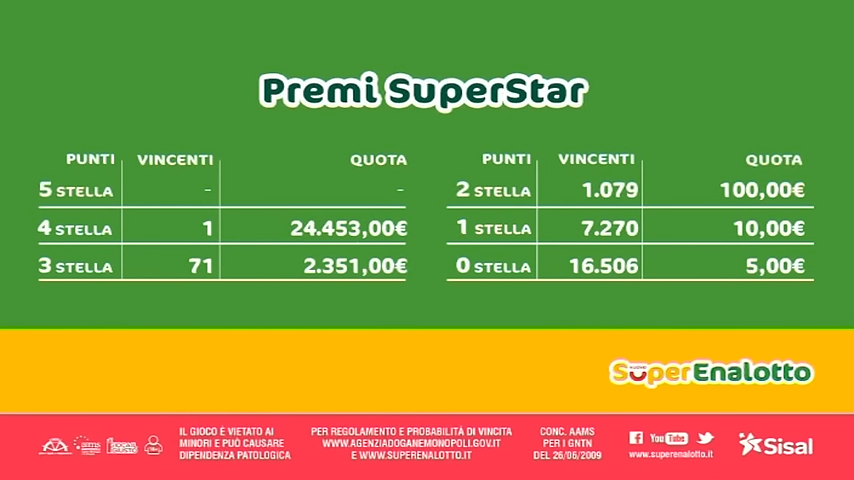 Premi SuperStar
PUNTI VINCENTI QUOTA
5 STELLA - -
4 STELLA 1 24.453,00€
3 STELLA 71 2.351,00€
PUNTI VINCENTI QUOTA
2 STELLA 1.079 100,00€
1 STELLA 7.270 10,00€
0 STELLA 16.506 5,00€
SuperEnalotto
IL GIOCO È VIETATO AI
MINORI E PUÒ CAUSARE
DIPENDENZA PATOLOGICA
PER REGOLAMENTO E PROBABILITÀ DI VINCITA
WWW.AGENZIADOGANEMONOPOLI.GOV.IT
E WWW.SUPERENALOTTO.IT
CONC. AAMS
PER I GNTN
DEL 26/06/2009
f YouTube
www.superenalotto.it
Sisal